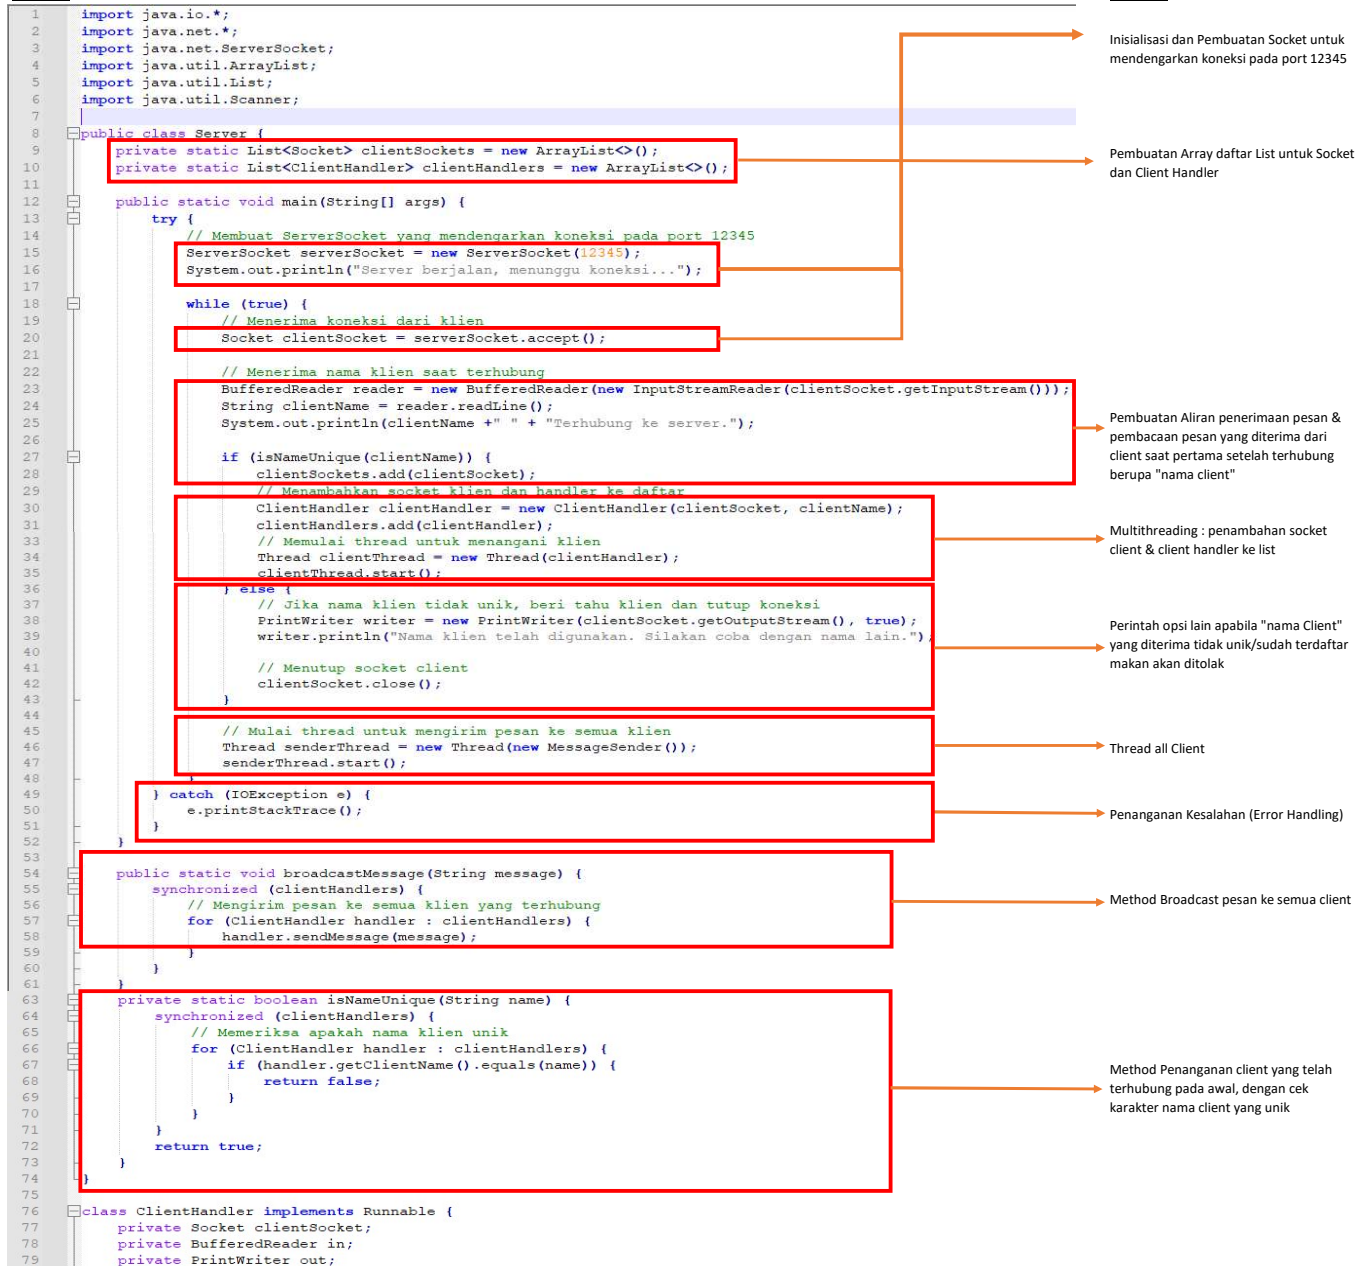 1 import java.io.*;
2 import java.net.*;
3 import java.net.ServerSocket;
4 import java.util.ArrayList;
5 import java.util.List;
6 import java.util.Scanner;
7
8 public class Server {
9 private static List<Socket> clientSockets = new ArrayList<>();
10 private static List<ClientHandler> clientHandlers = new ArrayList<>();
11
12 public static void main(String[] args) {
13 try {
14 // Membuat ServerSocket yang mendengarkan koneksi pada port 12345
15 ServerSocket serverSocket = new ServerSocket(12345);
16 System.out.println("Server berjalan, menunggu koneksi...");
17
18 while (true) {
19 // Menerima koneksi dari klien
20 Socket clientSocket = serverSocket.accept();
21
22 // Menerima nama klien saat terhubung
23 BufferedReader reader = new BufferedReader(new InputStreamReader(clientSocket.getInputStream()));
24 String clientName = reader.readLine();
25 System.out.println(clientName +" " + "Terhubung ke server.");
26
27 if (isNameUnique(clientName)) {
28 clientSockets.add(clientSocket);
29 // Menambahkan socket klien dan handler ke daftar
30 ClientHandler clientHandler = new ClientHandler(clientSocket, clientName);
31 clientHandlers.add(clientHandler);
33 // Memulai thread untuk menangani klien
34 Thread clientThread = new Thread(clientHandler);
35 clientThread.start();
36 } else {
37 // Jika nama klien tidak unik, beri tahu klien dan tutup koneksi
38 PrintWriter writer = new PrintWriter(clientSocket.getOutputStream(), true);
39 writer.println("Nama klien telah digunakan. Silakan coba dengan nama lain.");
40
41 // Menutup socket client
42 clientSocket.close();
43 }
44
45 // Mulai thread untuk mengirim pesan ke semua klien
46 Thread senderThread = new Thread(new MessageSender());
47 senderThread.start();
48 }
49 } catch (IOException e) {
50 e.printStackTrace();
51 }
52 }
53
54 public static void broadcastMessage(String message) {
55 synchronized (clientHandlers) {
56 // Mengirim pesan ke semua klien yang terhubung
57 for (ClientHandler handler : clientHandlers) {
58 handler.sendMessage(message);
59 }
60 }
61 }
63 private static boolean isNameUnique(String name) {
64 synchronized (clientHandlers) {
65 // Memeriksa apakah nama klien unik
66 for (ClientHandler handler : clientHandlers) {
67 if (handler.getClientName().equals(name)) {
68 return false;
69 }
70 }
71 }
72 return true;
73 }
74 }
75
76 class ClientHandler implements Runnable {
77 private Socket clientSocket;
78 private BufferedReader in;
79 private PrintWriter out;
Inisialisasi dan Pembuatan Socket untuk
mendengarkan koneksi pada port 12345
Pembuatan Array daftar List untuk Socket
dan Client Handler
Pembuatan Aliran penerimaan pesan &
pembacaan pesan yang diterima dari
client saat pertama setelah terhubung
berupa "nama client"
Multithreading : penambahan socket
client & client handler ke list
Perintah opsi lain apabila "nama Client"
yang diterima tidak unik/sudah terdaftar
makan akan ditolak
Thread all Client
Penanganan Kesalahan (Error Handling)
Method Broadcast pesan ke semua client
Method Penanganan client yang telah
terhubung pada awal, dengan cek
karakter nama client yang unik